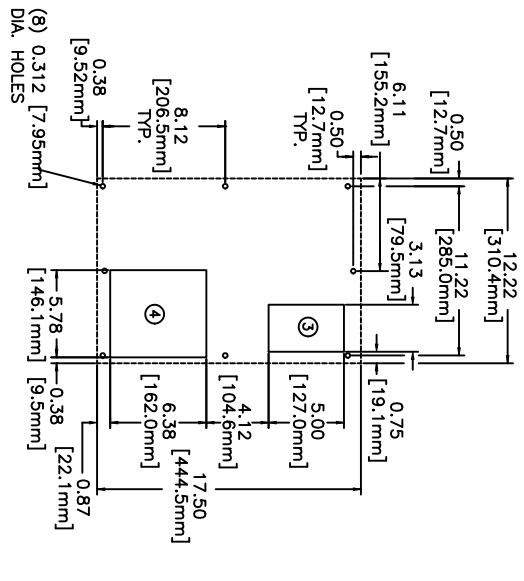 12.22
[310.4mm]
11.22
[285.0mm]
0.50
[12.7mm]
6.11
[155.2mm]
3.13
[79.5mm]
0.50
[12.7mm]
TYP.
8.12
[206.5mm]
TYP.
0.38
[9.52mm]
(8) 0.312 [7.95mm]
DIA. HOLES
3
4
0.75
[19.1mm]
5.00
[127.0mm]
4.12
[104.6mm]
6.38
[162.0mm]
17.50
[444.5mm]
5.78
[146.1mm]
0.38
[9.5mm]
0.87
[22.1mm]